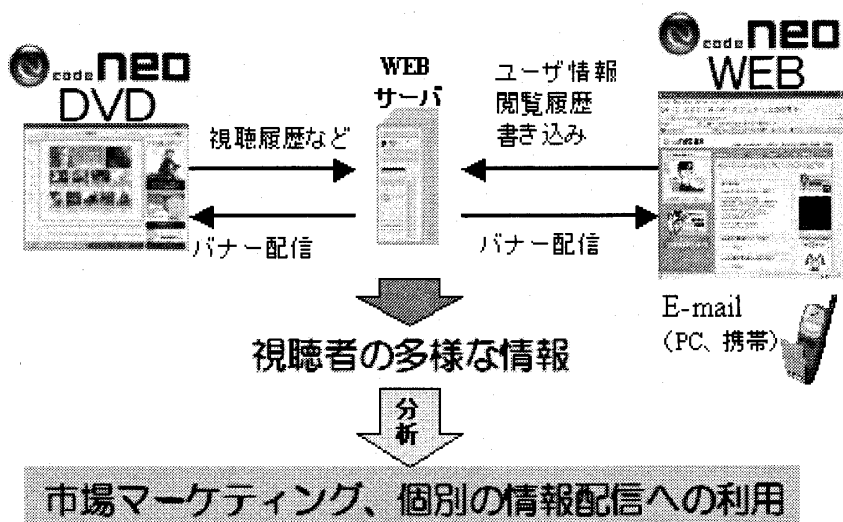 code neo
DVD
WEB
サーバ
code neo
WEB
視聴履歴など
ユーザ情報
閲覧履歴
書き込み
バナー配信
バナー配信
E-mail
(PC、携帯)
視聴者の多様な情報
分析
市場マーケティング、個別の情報配信への利用